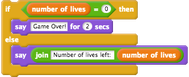 If number of lives = 0 then
say Game Over! for 2 secs
else
say join Number of lives left: number of lives